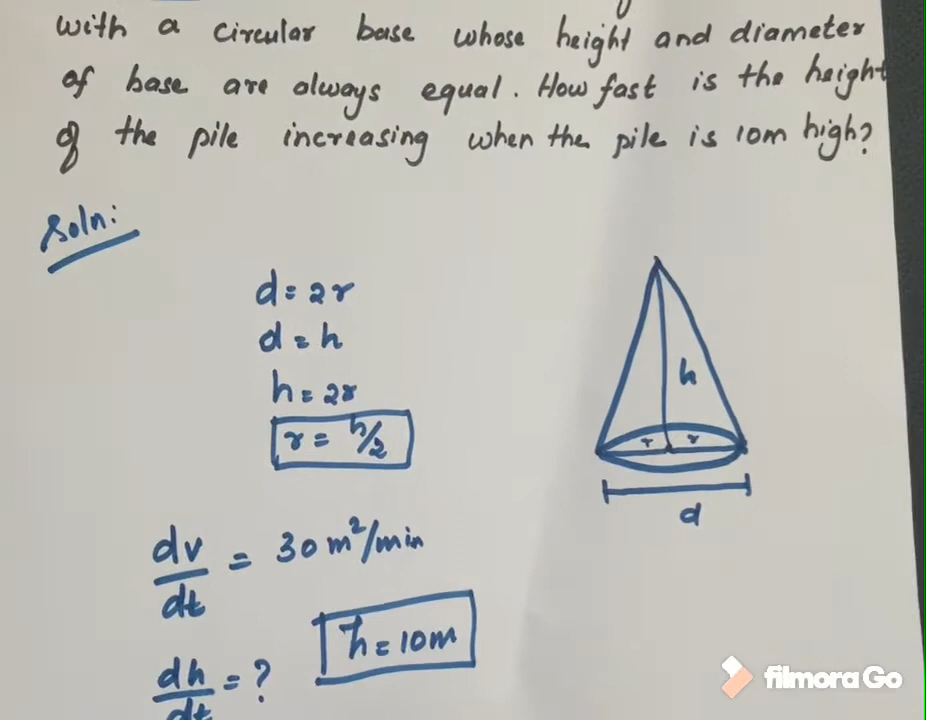 with a circular base whose height and diameter
of base are always equal. How fast is the height
of the pile increasing when the pile is 10m high?
Soln:
d = 2r
d = h
h = 2r
r = h/2
h
r r
d
dv/dt = 30 m²/min
h = 10m
dh/dt = ?
filmora Go